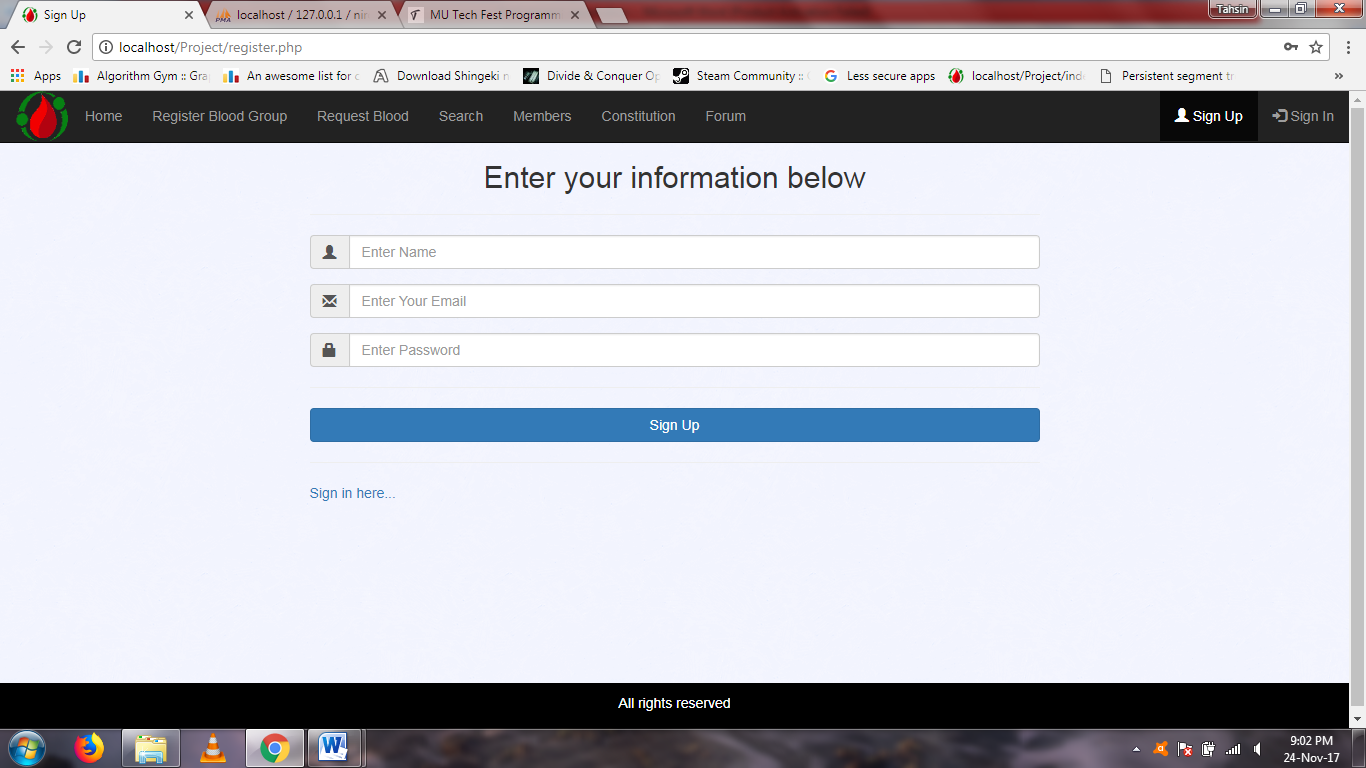 Sign Up
localhost / 127.0.0.1 / nin
MU Tech Fest Programm
Tahsin
localhost/Project/register.php
Apps Algorithm Gym :: Gra An awesome list for c Download Shingeki n Divide & Conquer Op Steam Community :: Less secure apps localhost/Project/inde Persistent segment tr »
Home Register Blood Group Request Blood Search Members Constitution Forum Sign Up Sign In
Enter your information below
Enter Name
Enter Your Email
Enter Password
Sign Up
Sign in here...
All rights reserved
9:02 PM
24-Nov-17